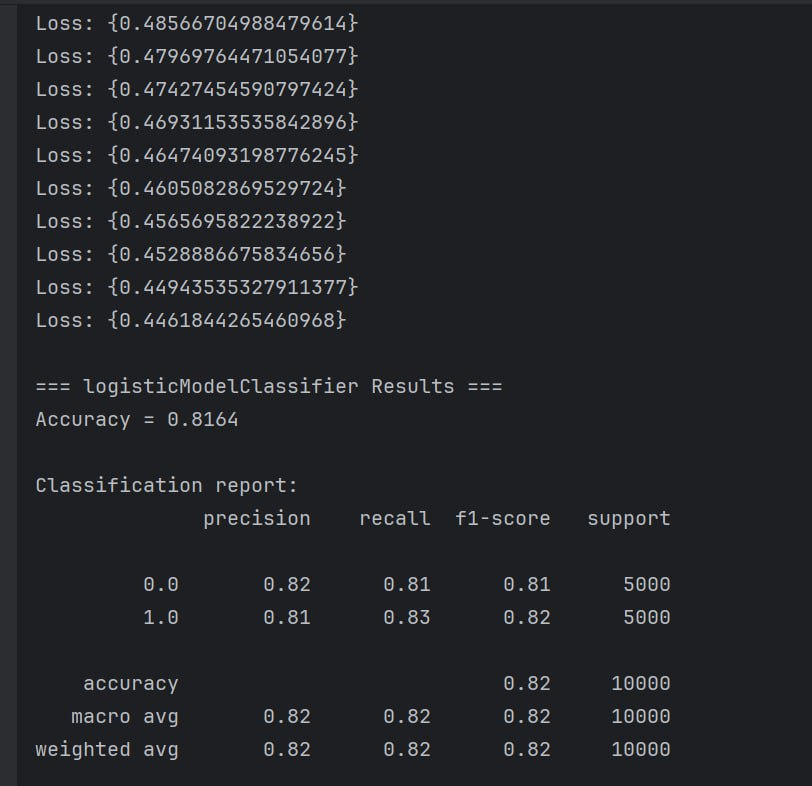 Loss: {0.48566704988479614}
Loss: {0.479697644710540​77}
Loss: {0.47427454590797424}
Loss: {0.46931153535842896}
Loss: {0.46474093198776245}
Loss: {0.4605082869529724}
Loss: {0.4565695822238922}
Loss: {0.4528886675834656}
Loss: {0.44943535327911377}
Loss: {0.4461844265460968}
=== logisticModelClassifier Results ===
Accuracy = 0.8164
Classification report:
precision recall f1-score support
0.0 0.82 0.81 0.81 5000
1.0 0.81 0.83 0.82 5000
accuracy 0.82 10000
macro avg 0.82 0.82 0.82 10000
weighted avg 0.82 0.82 0.82 10000